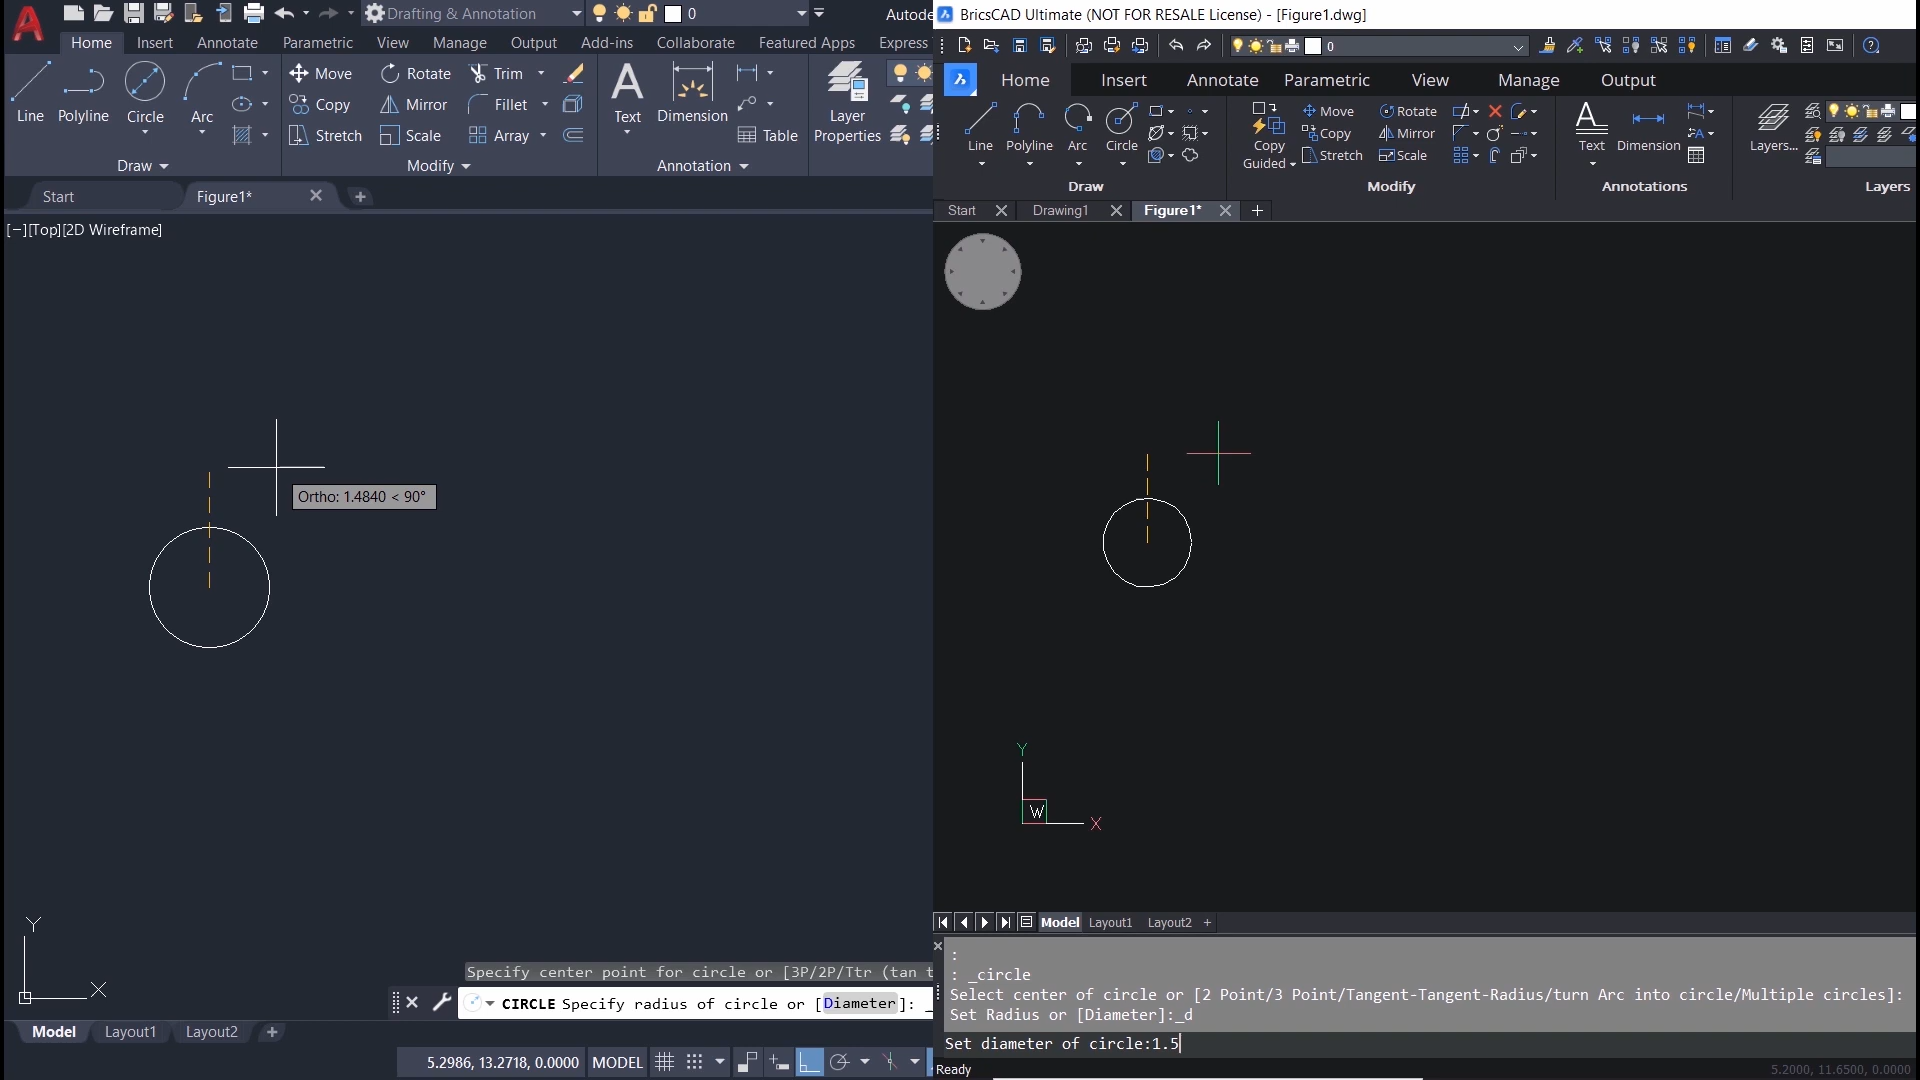 Drafting & Annotation
0
Autode
Home Insert Annotate Parametric View Manage Output Add-ins Collaborate Featured Apps Express
Line
Polyline
Circle
Arc
Move
Copy
Stretch
Rotate
Mirror
Scale
Trim
Fillet
Array
Text
Dimension
Table
Layer
Properties
Draw
Modify
Annotation
Start
Figure1*
[−][Top][2D Wireframe]
Ortho: 1.4840 < 90°
Y
X
Specify center point for circle or [3P/2P/Ttr (tan t
CIRCLE Specify radius of circle or [Diameter]: _
Model Layout1 Layout2 +
5.2986, 13.2718, 0.0000 MODEL
BricsCAD Ultimate (NOT FOR RESALE License) - [Figure1.dwg]
0
Home Insert Annotate Parametric View Manage Output
Line
Polyline
Arc
Circle
Copy
Guided
Move
Copy
Stretch
Rotate
Mirror
Scale
Text
Dimension
Layers...
Draw
Modify
Annotations
Layers
Start
Drawing1
Figure1*
Y
W
X
Model Layout1 Layout2 +
:
: _circle
Select center of circle or [2 Point/3 Point/Tangent-Tangent-Radius/turn Arc into circle/Multiple circles]:
Set Radius or [Diameter]:_d
Set diameter of circle:1.5
Ready
5.2000, 11.6500, 0.0000